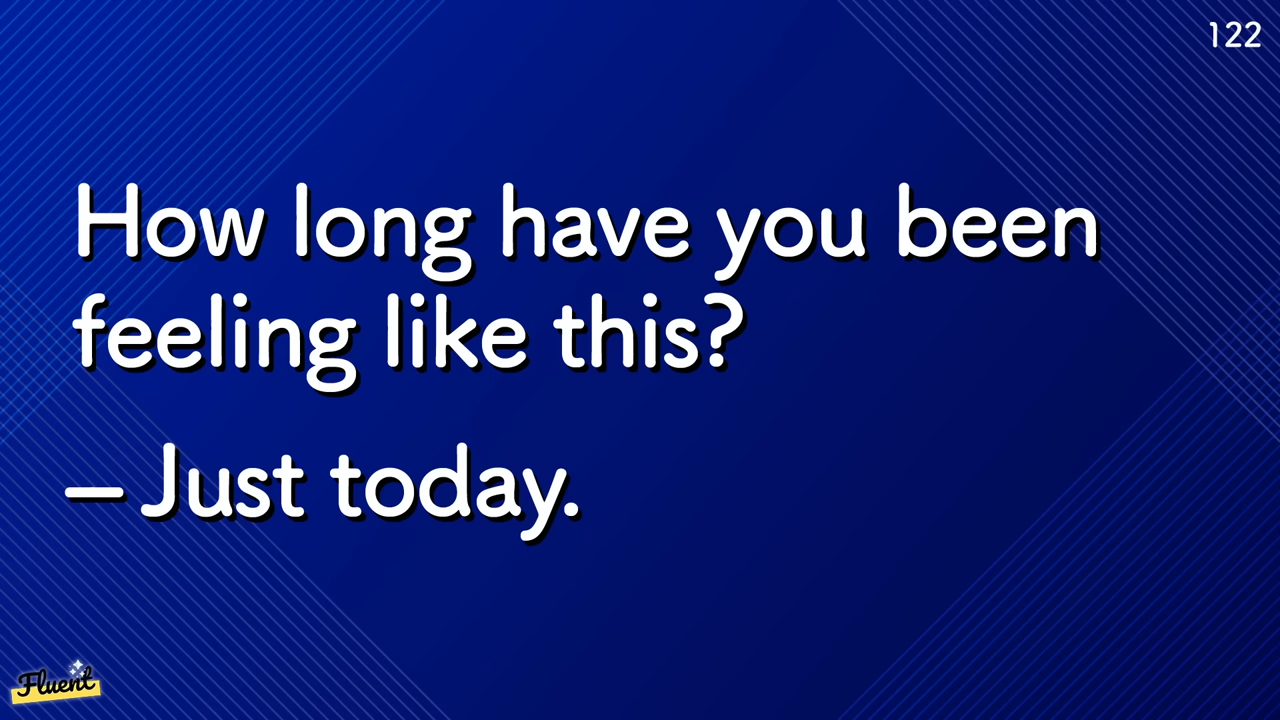 122
How long have you been
feeling like this?
– Just today.
Fluent